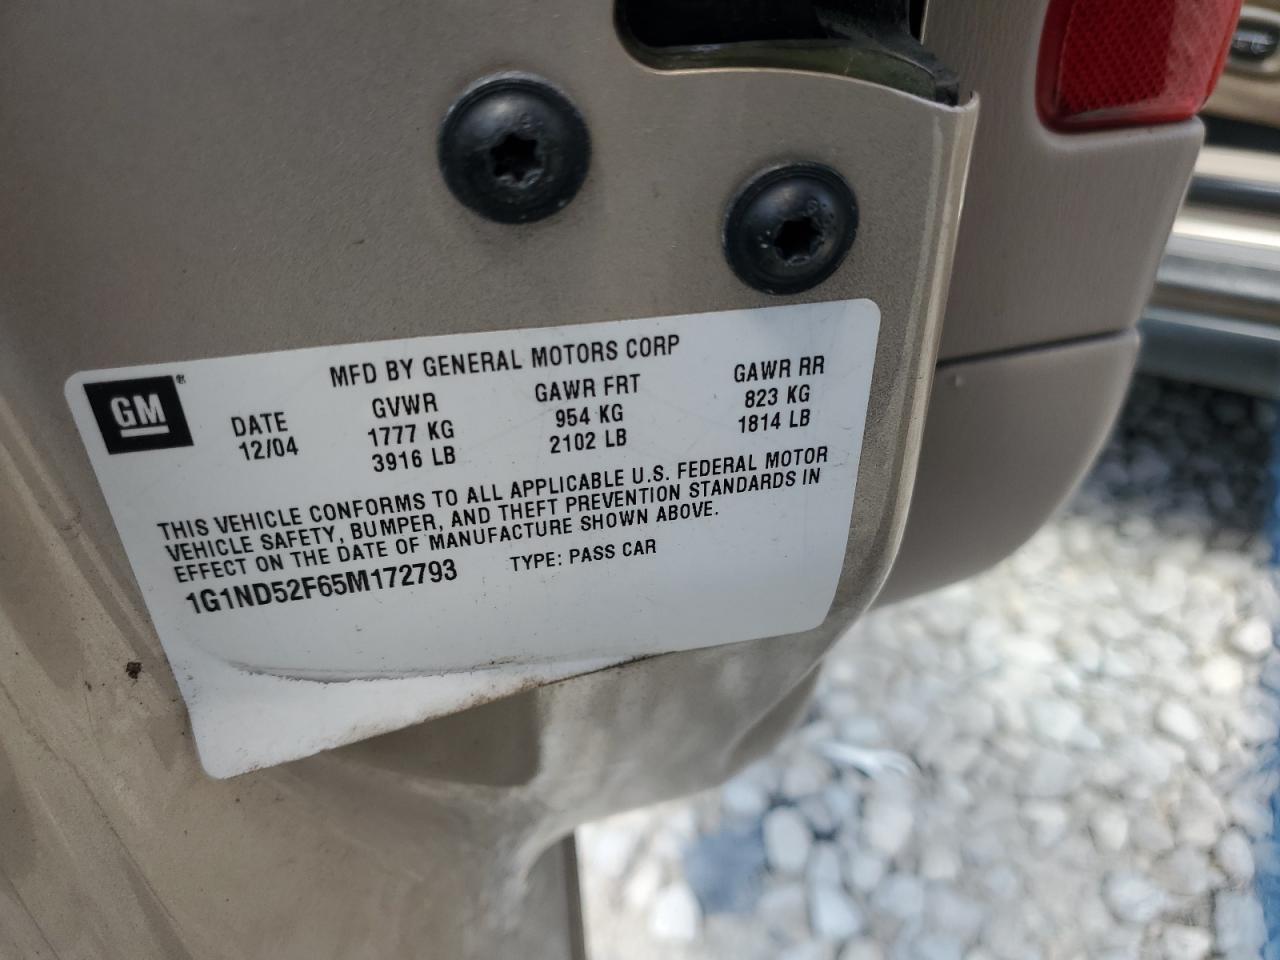 MFD BY GENERAL MOTORS CORP
GM®
DATE GVWR GAWR FRT GAWR RR
12/04 1777 KG 954 KG 823 KG
3916 LB 2102 LB 1814 LB
THIS VEHICLE CONFORMS TO ALL APPLICABLE U.S. FEDERAL MOTOR
VEHICLE SAFETY, BUMPER, AND THEFT PREVENTION STANDARDS IN
EFFECT ON THE DATE OF MANUFACTURE SHOWN ABOVE.
1G1ND52F65M172793 TYPE: PASS CAR